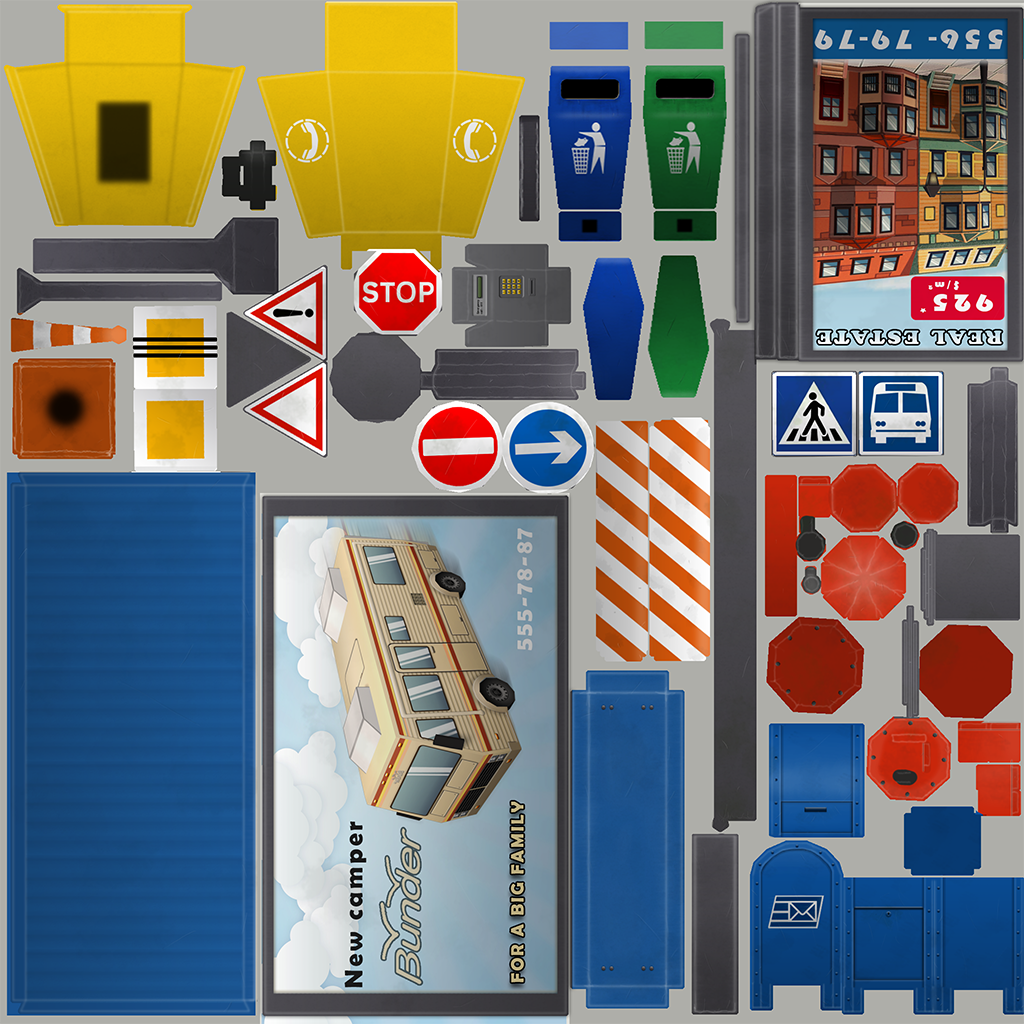 STOP
REAL ESTATE
925*
$/m²
556-79-79
New camper
Bunder
FOR A BIG FAMILY
555-78-87